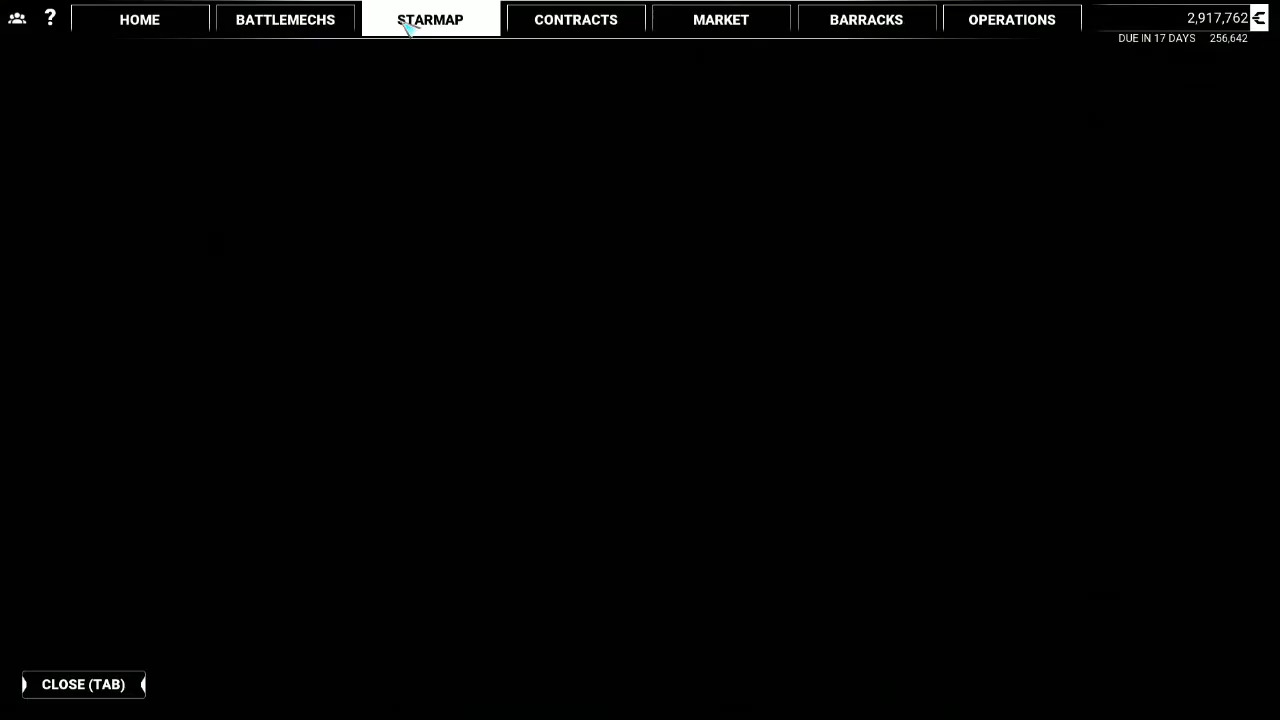 ?
HOME
BATTLEMECHS
STARMAP
CONTRACTS
MARKET
BARRACKS
OPERATIONS
2,917,762
DUE IN 17 DAYS 256,642
CLOSE (TAB)